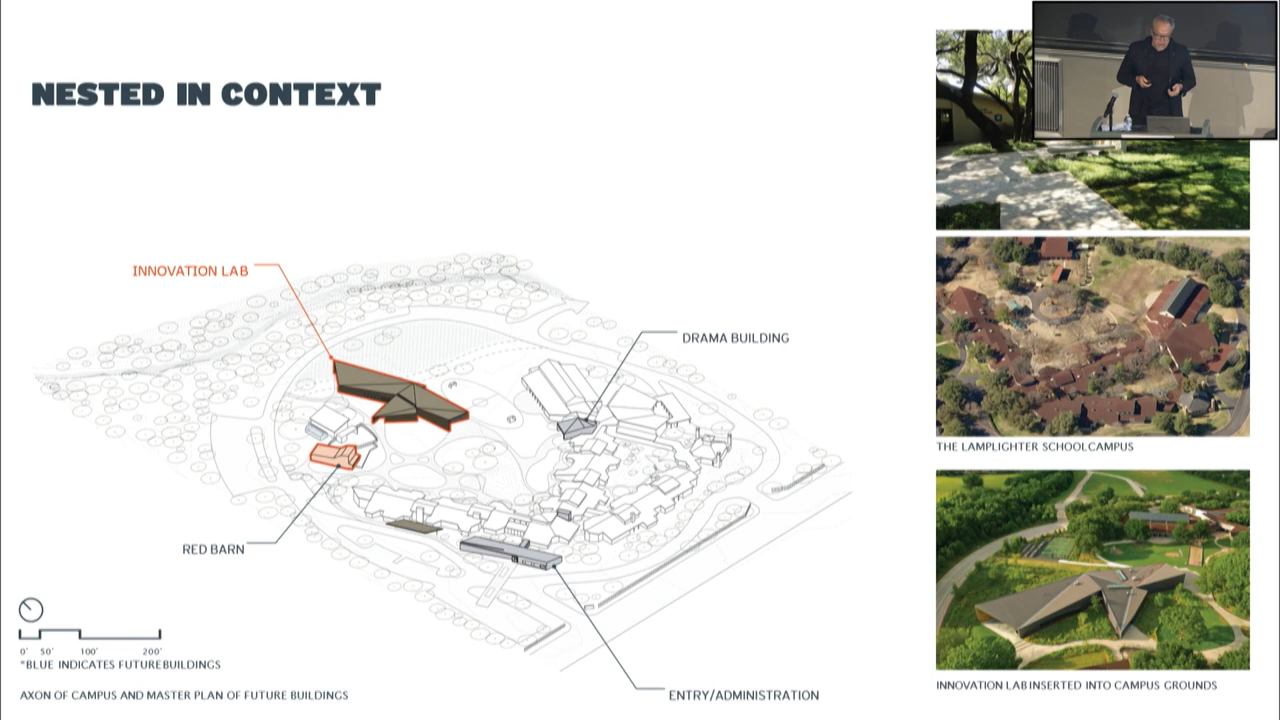 NESTED IN CONTEXT
INNOVATION LAB
DRAMA BUILDING
THE LAMPLIGHTER SCHOOL CAMPUS
RED BARN
0' 50' 100' 200'
*BLUE INDICATES FUTURE BUILDINGS
AXON OF CAMPUS AND MASTER PLAN OF FUTURE BUILDINGS
ENTRY/ADMINISTRATION
INNOVATION LAB INSERTED INTO CAMPUS GROUNDS